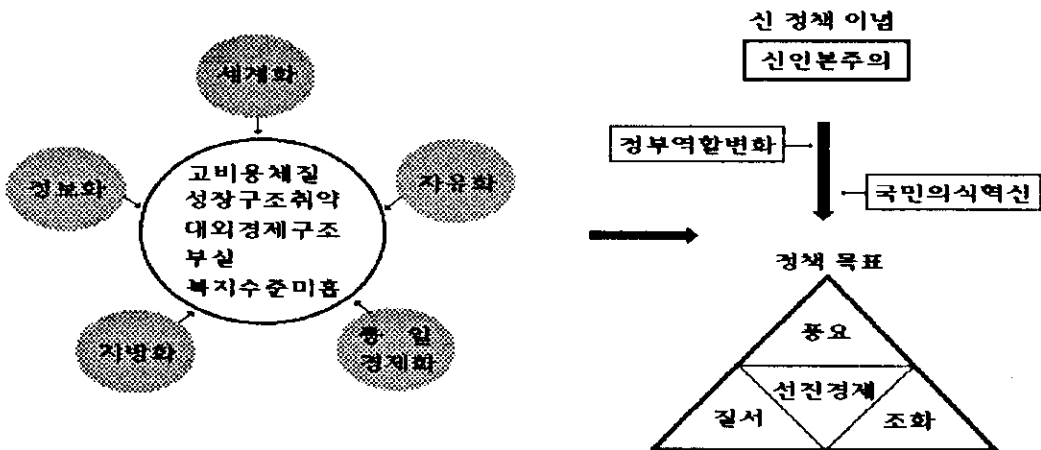 세계화
정보화
자유화
고비용체질
성장구조취약
대외경제구조
부실
복지수준미흡
지방화
통일
경제화
신 정책 이념
신인본주의
정부역할변화
국민의식혁신
정책 목표
풍요
선진경제
질서
조화